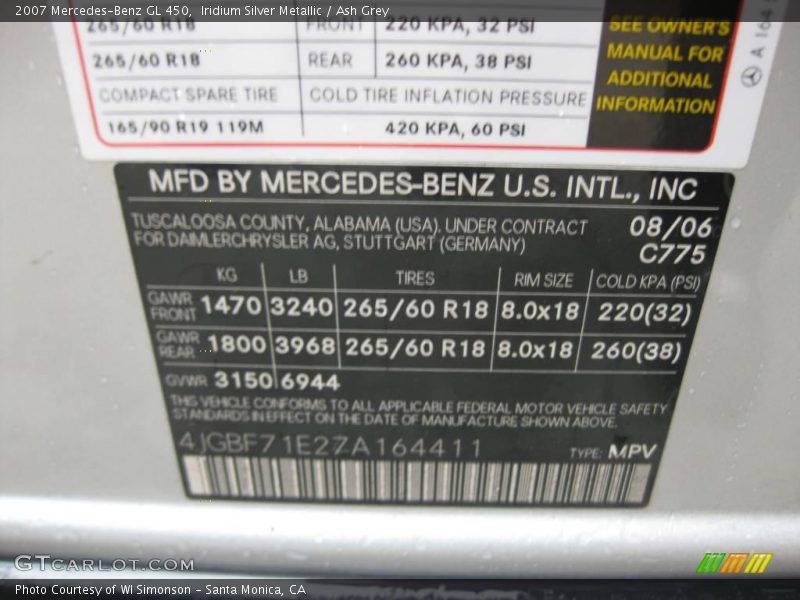 2007 Mercedes-Benz GL 450, Iridium Silver Metallic / Ash Grey
265/60 R18 FRONT 220 KPA, 32 PSI
265/60 R18 REAR 260 KPA, 38 PSI
COMPACT SPARE TIRE COLD TIRE INFLATION PRESSURE
165/90 R19 119M 420 KPA, 60 PSI
SEE OWNER'S
MANUAL FOR
ADDITIONAL
INFORMATION
A 164
MFD BY MERCEDES-BENZ U.S. INTL., INC
TUSCALOOSA COUNTY, ALABAMA (USA). UNDER CONTRACT
FOR DAIMLERCHRYSLER AG, STUTTGART (GERMANY)
08/06
C775
KG LB TIRES RIM SIZE COLD KPA (PSI)
GAWR FRONT 1470 3240 265/60 R18 8.0x18 220(32)
GAWR REAR 1800 3968 265/60 R18 8.0x18 260(38)
GVWR 3150 6944
THIS VEHICLE CONFORMS TO ALL APPLICABLE FEDERAL MOTOR VEHICLE SAFETY
STANDARDS IN EFFECT ON THE DATE OF MANUFACTURE SHOWN ABOVE.
4JGBF71E27A164411
TYPE: MPV
GTCARLOT.COM
Photo Courtesy of WI Simonson - Santa Monica, CA